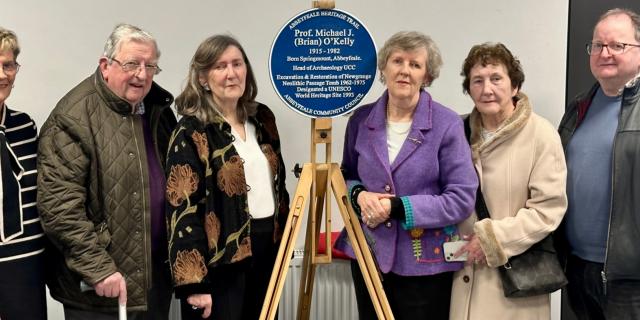 ABBEYFEALE HERITAGE TRAIL
Prof. Michael J.
(Brian) O'Kelly
1915 - 1982
Born Springmount, Abbeyfeale.
Head of Archaeology UCC
Excavation & Restoration of Newgrange
Neolithic Passage Tomb 1962-1975
Designated a UNESCO
World Heritage Site 1993
ABBEYFEALE COMMUNITY COUNCIL